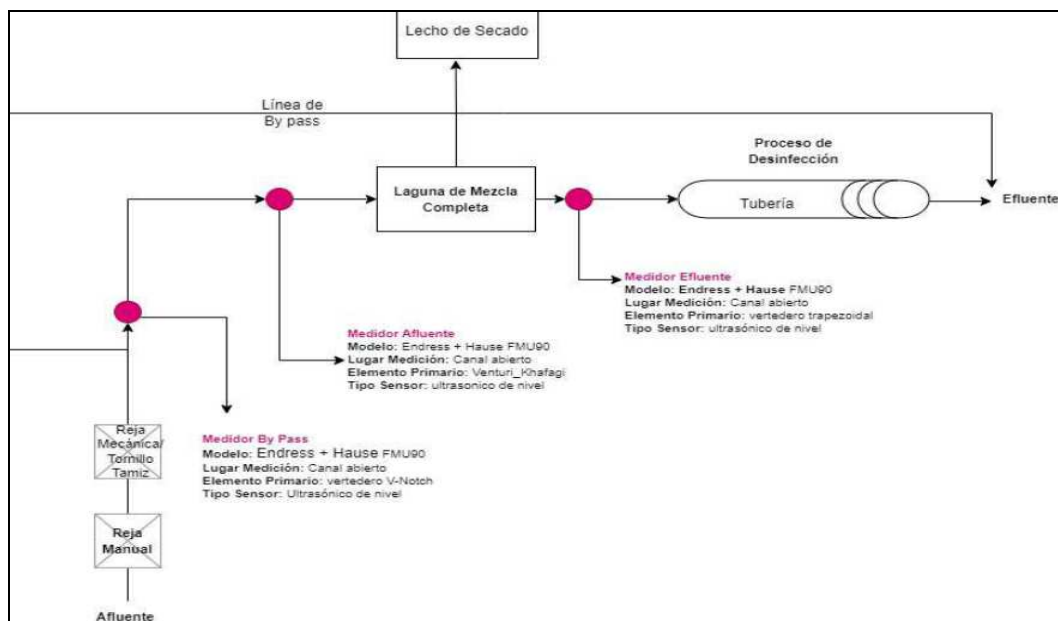 Lecho de Secado
Línea de
By pass
Proceso de
Desinfección
Laguna de Mezcla
Completa
Tubería
Efluente
Medidor Efluente
Modelo: Endress + Hause FMU90
Lugar Medición: Canal abierto
Elemento Primario: vertedero trapezoidal
Tipo Sensor: ultrasónico de nivel
Medidor Afluente
Modelo: Endress + Hause FMU90
Lugar Medición: Canal abierto
Elemento Primario: Venturi_Khafagi
Tipo Sensor: ultrasonico de nivel
Medidor By Pass
Modelo: Endress + Hause FMU90
Lugar Medición: Canal abierto
Elemento Primario: vertedero V-Notch
Tipo Sensor: Ultrasónico de nivel
Reja
Mecánica/
Tornillo
Tamiz
Reja
Manual
Afluente